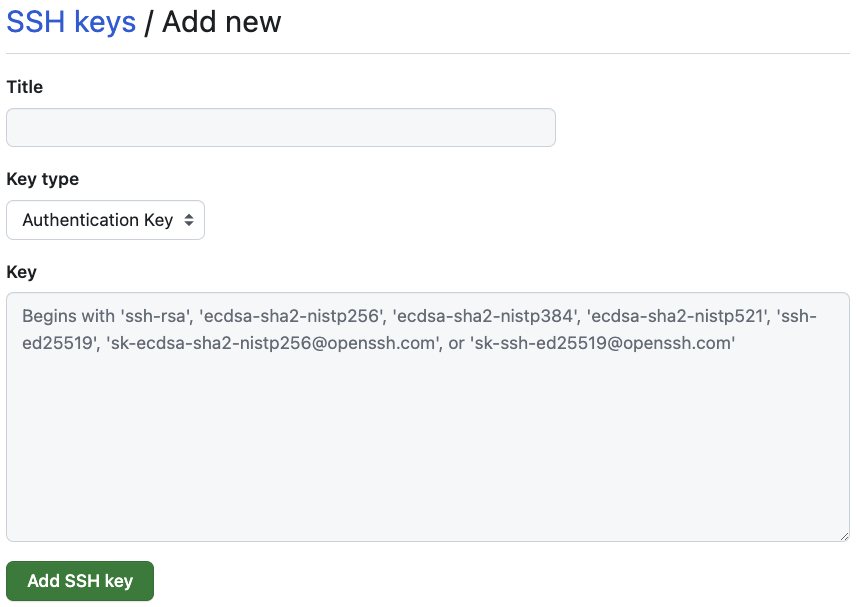 SSH keys / Add new
Title
Key type
Authentication Key
Key
Begins with 'ssh-rsa', 'ecdsa-sha2-nistp256', 'ecdsa-sha2-nistp384', 'ecdsa-sha2-nistp521', 'ssh-
ed25519', 'sk-ecdsa-sha2-nistp256@openssh.com', or 'sk-ssh-ed25519@openssh.com'
Add SSH key